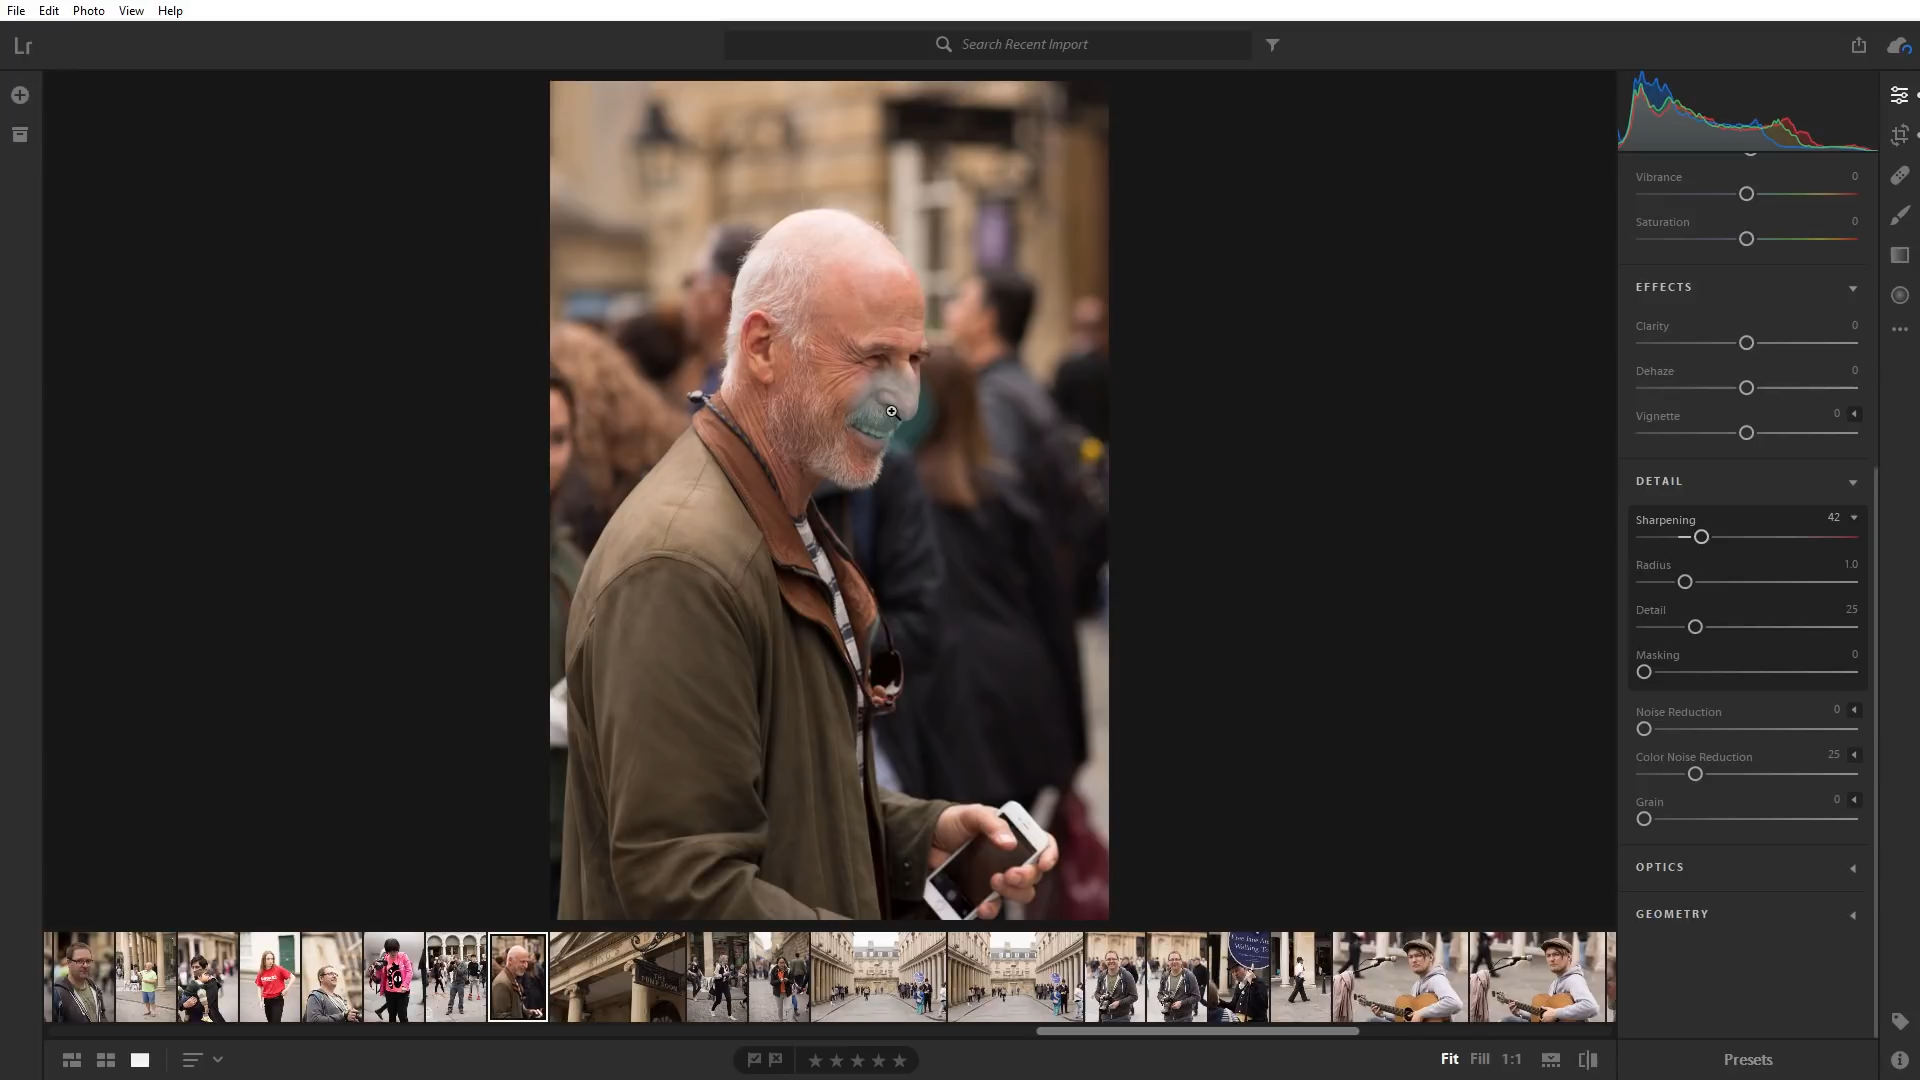 File Edit Photo View Help
Lr
Search Recent Import
Vibrance 0
Saturation 0
EFFECTS
Clarity 0
Dehaze 0
Vignette 0
DETAIL
Sharpening 42
Radius 1.0
Detail 25
Masking 0
Noise Reduction 0
Color Noise Reduction 25
Grain 0
OPTICS
GEOMETRY
Fit Fill 1:1
Presets